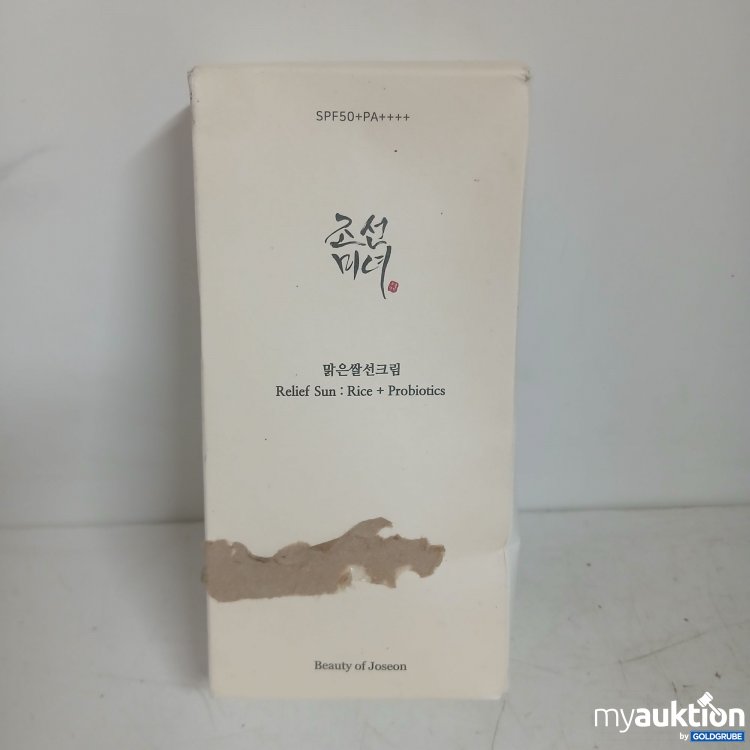 SPF50+PA++++
조선
미녀
맑은쌀선크림
Relief Sun : Rice + Probiotics
Beauty of Joseon
myauktion
by GOLDGRUBE